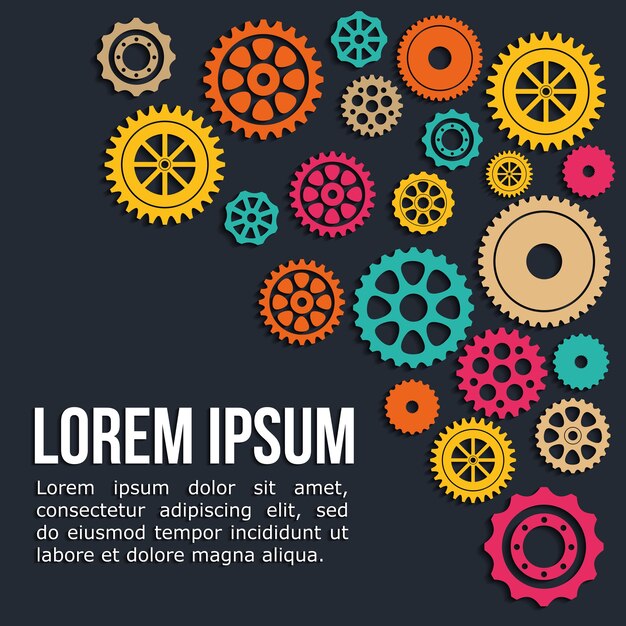 LOREM IPSUM
Lorem ipsum dolor sit amet,
consectetur adipiscing elit, sed
do eiusmod tempor incididunt ut
labore et dolore magna aliqua.